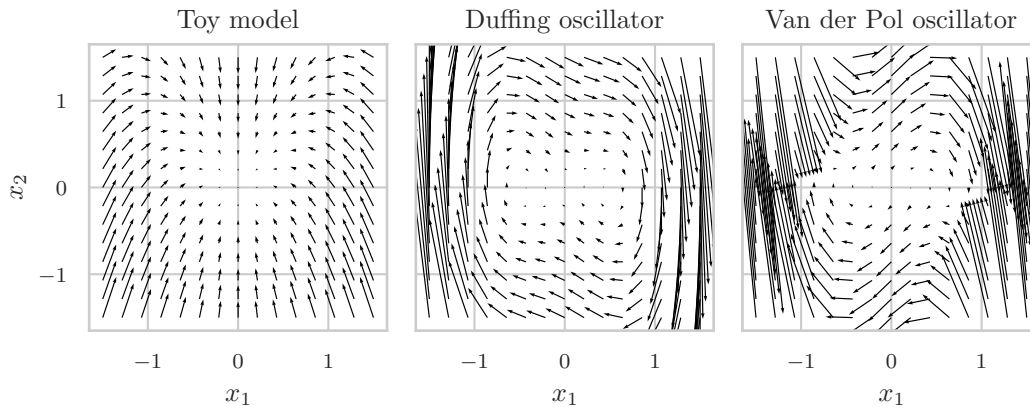 Toy model
Duffing oscillator
Van der Pol oscillator
x₂
1
0
−1
−1 0 1
−1 0 1
−1 0 1
x₁
x₁
x₁